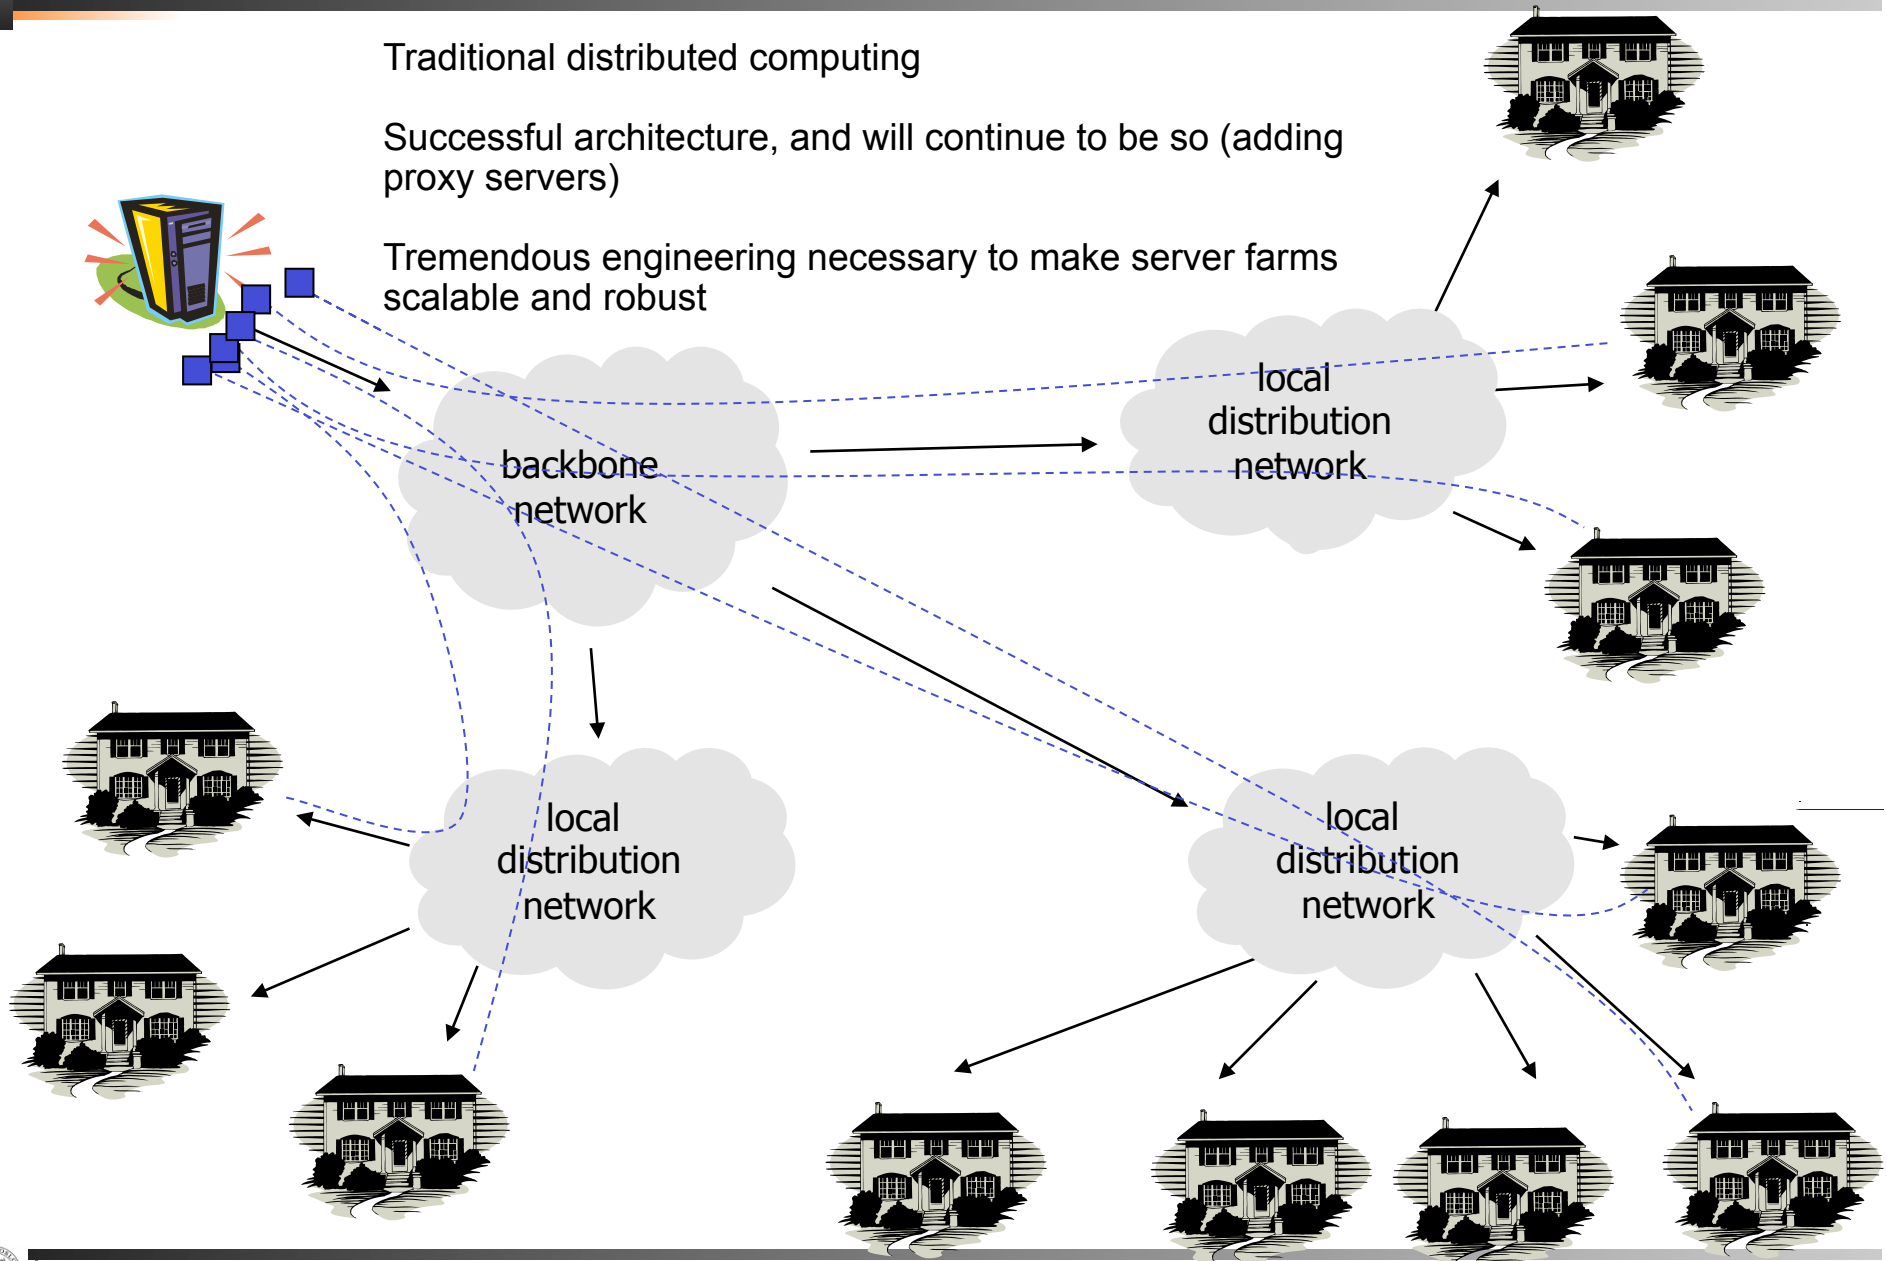 Traditional distributed computing
Successful architecture, and will continue to be so (adding
proxy servers)
Tremendous engineering necessary to make server farms
scalable and robust
local
distribution
network
backbone
network
local
distribution
network
local
distribution
network